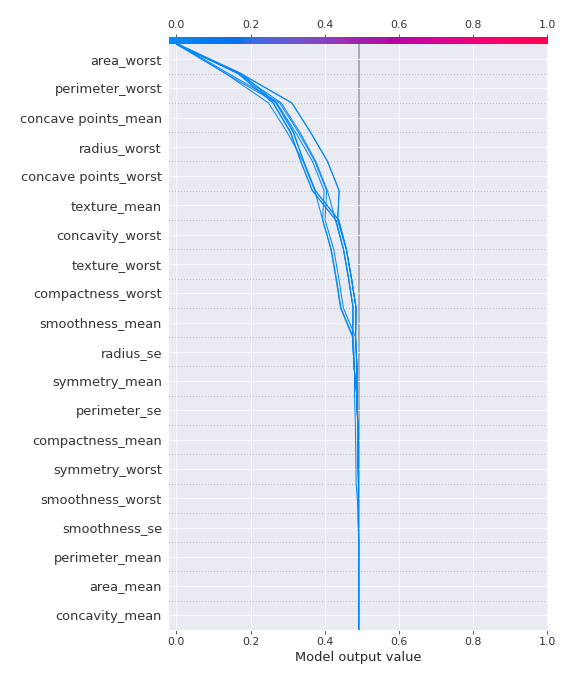 0.0 0.2 0.4 0.6 0.8 1.0
area_worst
perimeter_worst
concave points_mean
radius_worst
concave points_worst
texture_mean
concavity_worst
texture_worst
compactness_worst
smoothness_mean
radius_se
symmetry_mean
perimeter_se
compactness_mean
symmetry_worst
smoothness_worst
smoothness_se
perimeter_mean
area_mean
concavity_mean
0.0 0.2 0.4 0.6 0.8 1.0
Model output value